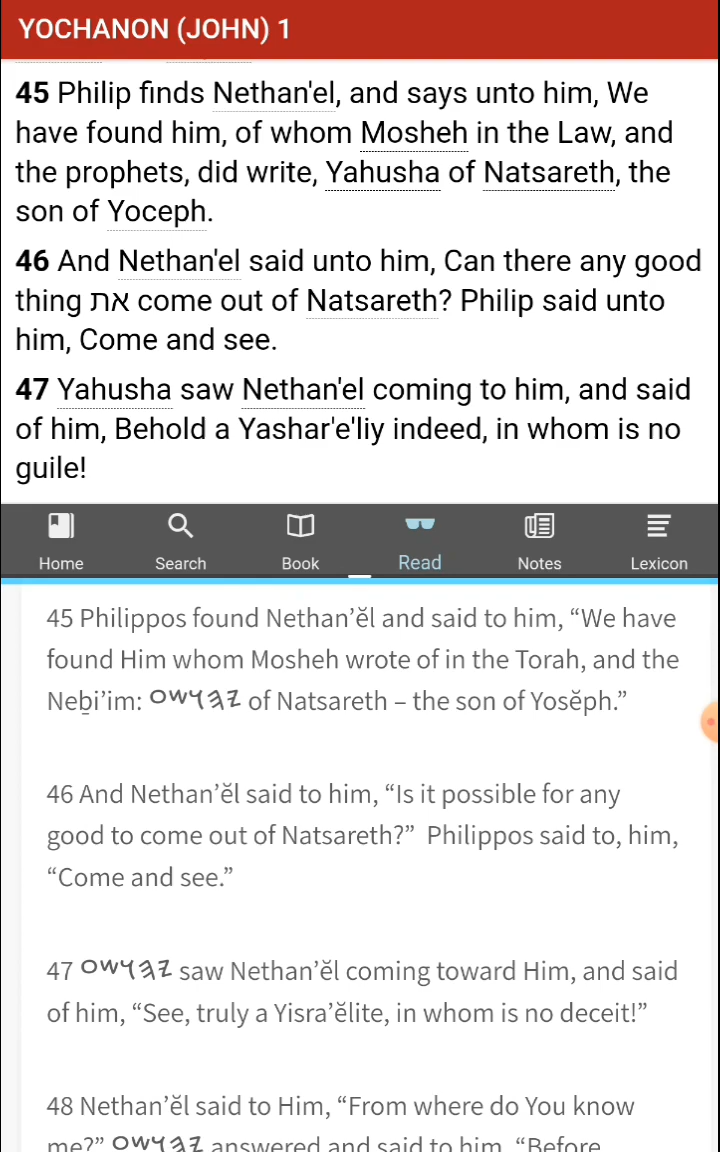 YOCHANON (JOHN) 1
45 Philip finds Nethan'el, and says unto him, We
have found him, of whom Mosheh in the Law, and
the prophets, did write, Yahusha of Natsareth, the
son of Yoceph.
46 And Nethan'el said unto him, Can there any good
thing את come out of Natsareth? Philip said unto
him, Come and see.
47 Yahusha saw Nethan'el coming to him, and said
of him, Behold a Yashar'e'liy indeed, in whom is no
guile!
Home Search Book Read Notes Lexicon
45 Philippos found Nethan’ĕl and said to him, “We have
found Him whom Mosheh wrote of in the Torah, and the
Neḇi’im: 𐤉𐤄𐤅𐤔𐤏 of Natsareth – the son of Yosĕph.”
46 And Nethan’ĕl said to him, “Is it possible for any
good to come out of Natsareth?”  Philippos said to, him,
“Come and see.”
47 𐤉𐤄𐤅𐤔𐤏 saw Nethan’ĕl coming toward Him, and said
of him, “See, truly a Yisra’ĕlite, in whom is no deceit!”
48 Nethan’ĕl said to Him, “From where do You know
me?” 𐤉𐤄𐤅𐤔𐤏 answered and said to him, “Before